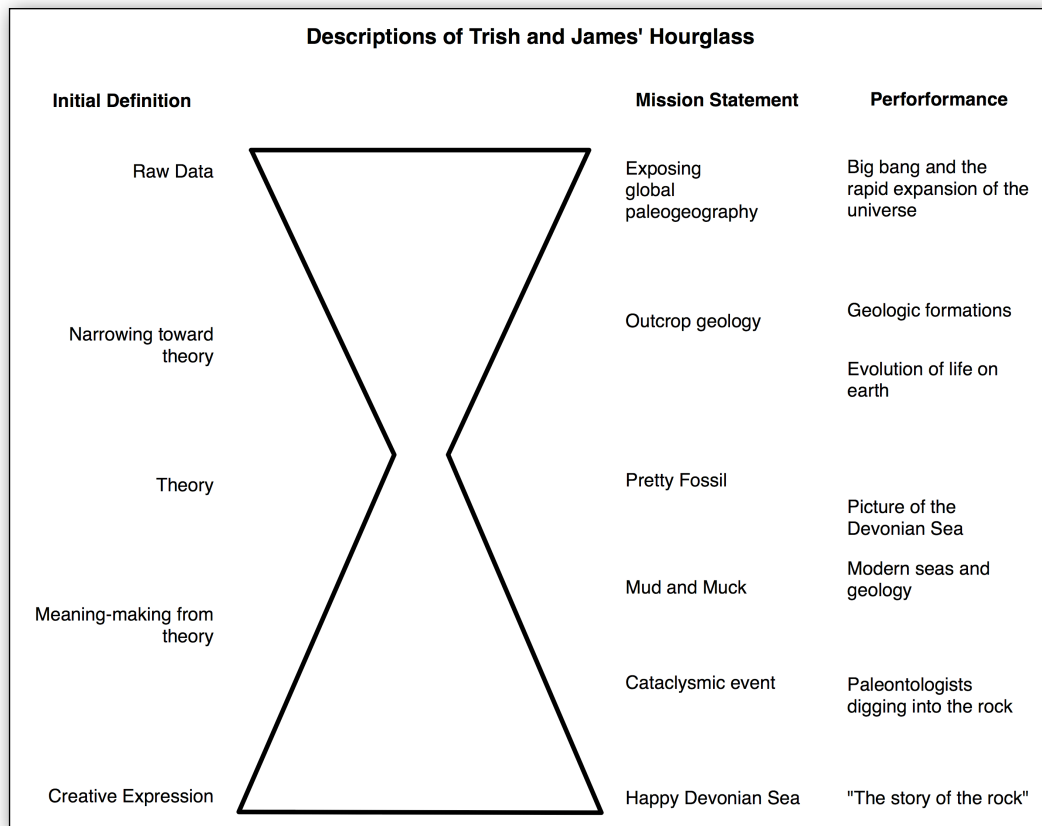 Descriptions of Trish and James' Hourglass
Initial Definition
Raw Data
Narrowing toward
theory
Theory
Meaning-making from
theory
Creative Expression
Mission Statement
Exposing
global
paleogeography
Outcrop geology
Pretty Fossil
Mud and Muck
Cataclysmic event
Happy Devonian Sea
Perforformance
Big bang and the
rapid expansion of the
universe
Geologic formations
Evolution of life on
earth
Picture of the
Devonian Sea
Modern seas and
geology
Paleontologists
digging into the rock
"The story of the rock"